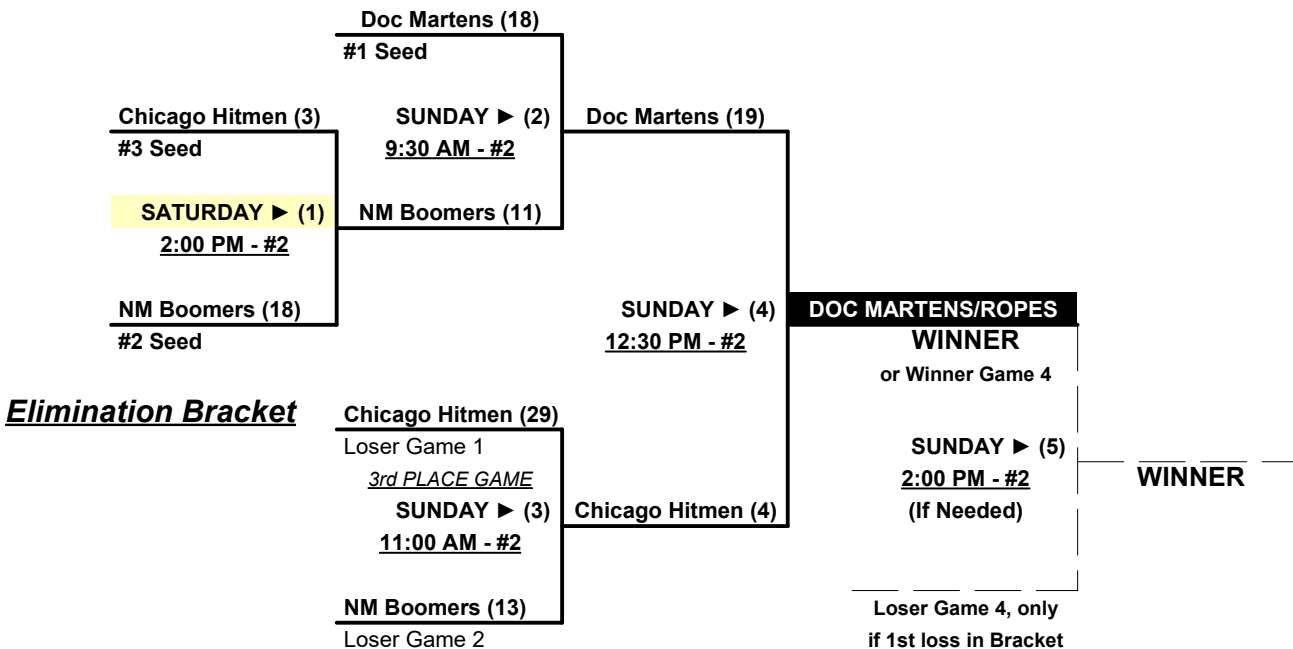 Doc Martens (18)
#1 Seed
Chicago Hitmen (3)
SUNDAY ► (2)
Doc Martens (19)
#3 Seed
9:30 AM - #2
SATURDAY ► (1)
NM Boomers (11)
2:00 PM - #2
NM Boomers (18)
SUNDAY ► (4)
DOC MARTENS/ROPES
#2 Seed
12:30 PM - #2
WINNER
or Winner Game 4
Elimination Bracket
Chicago Hitmen (29)
Loser Game 1
SUNDAY ► (5)
3rd PLACE GAME
2:00 PM - #2
WINNER
SUNDAY ► (3)
Chicago Hitmen (4)
(If Needed)
11:00 AM - #2
NM Boomers (13)
Loser Game 4, only
Loser Game 2
if 1st loss in Bracket